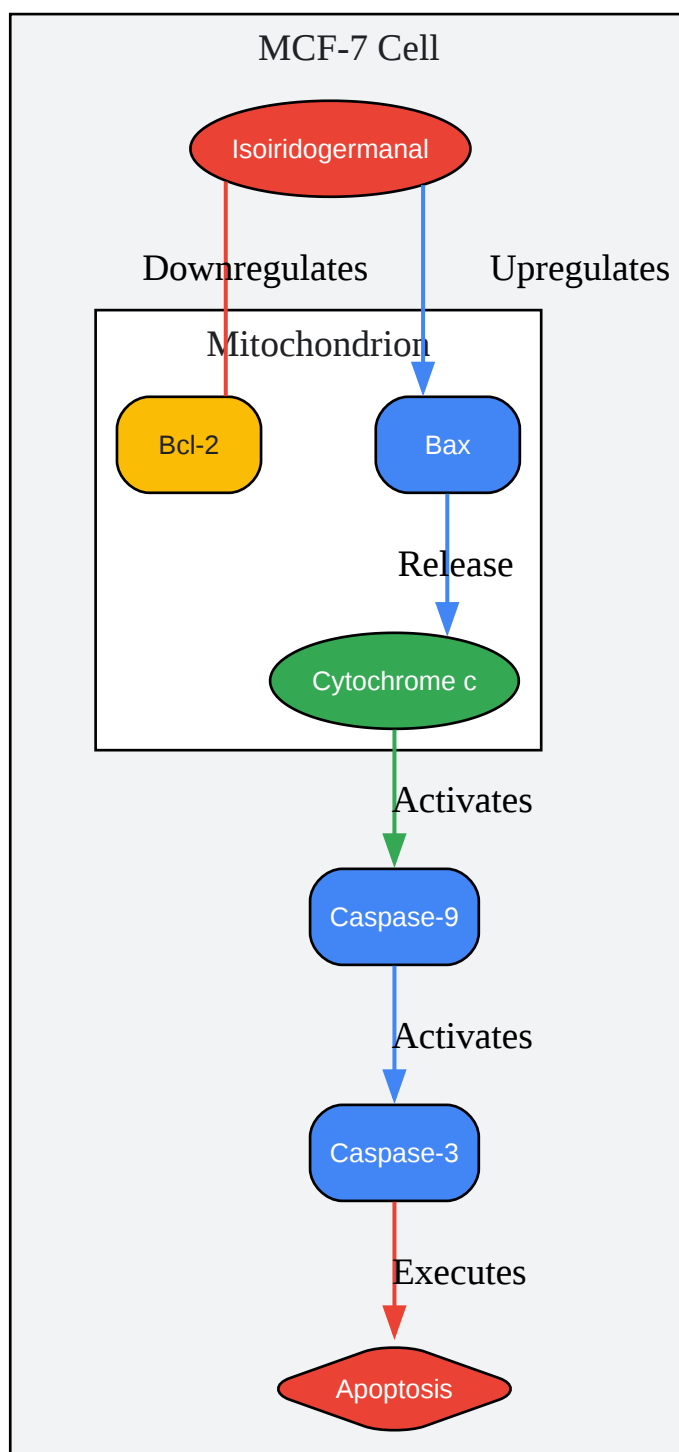 MCF-7 Cell
Isoiridogermanal
Downregulates
Upregulates
Mitochondrion
Bcl-2
Bax
Release
Cytochrome c
Activates
Caspase-9
Activates
Caspase-3
Executes
Apoptosis